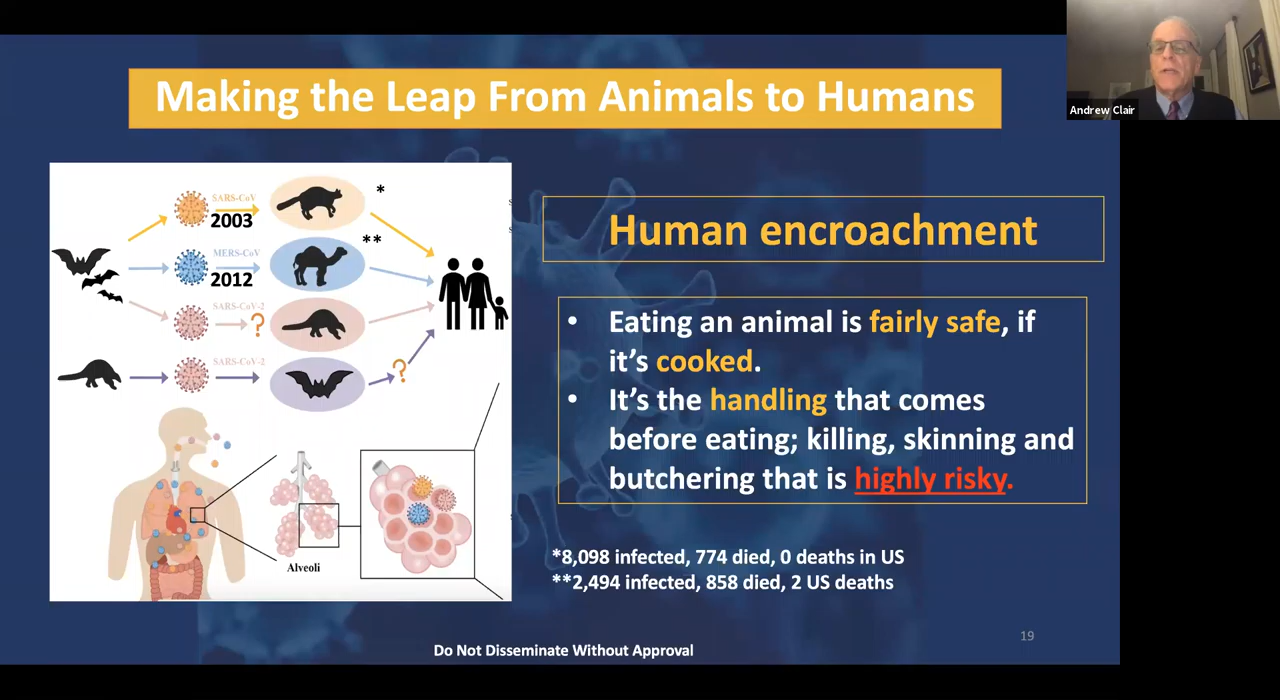 Making the Leap From Animals to Humans
Andrew Clair
SARS-CoV
2003
*
MERS-CoV
2012
**
SARS-CoV-2
?
SARS-CoV-2
?
Alveoli
Human encroachment
• Eating an animal is fairly safe, if
it’s cooked.
• It’s the handling that comes
before eating; killing, skinning and
butchering that is highly risky.
*8,098 infected, 774 died, 0 deaths in US
**2,494 infected, 858 died, 2 US deaths
19
Do Not Disseminate Without Approval